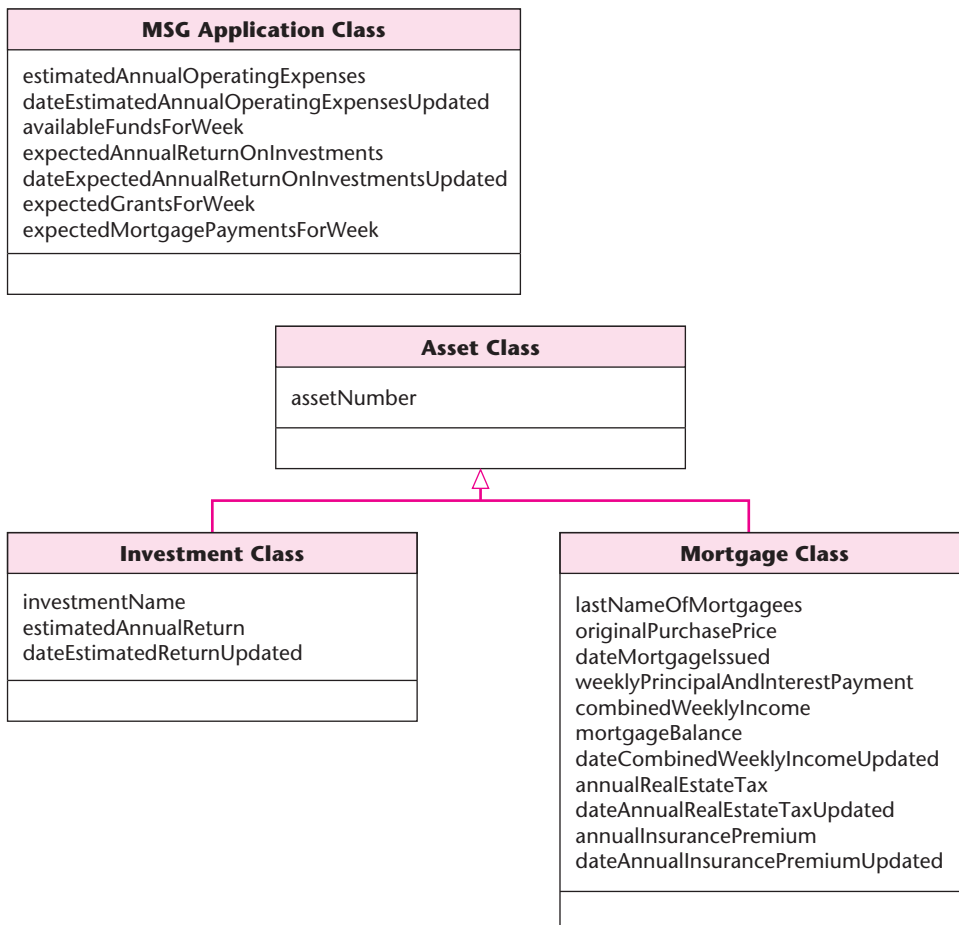 MSG Application Class
estimatedAnnualOperatingExpenses
dateEstimatedAnnualOperatingExpensesUpdated
availableFundsForWeek
expectedAnnualReturnOnInvestments
dateExpectedAnnualReturnOnInvestmentsUpdated
expectedGrantsForWeek
expectedMortgagePaymentsForWeek
Asset Class
assetNumber
Investment Class
investmentName
estimatedAnnualReturn
dateEstimatedReturnUpdated
Mortgage Class
lastNameOfMortgagees
originalPurchasePrice
dateMortgageIssued
weeklyPrincipalAndInterestPayment
combinedWeeklyIncome
mortgageBalance
dateCombinedWeeklyIncomeUpdated
annualRealEstateTax
dateAnnualRealEstateTaxUpdated
annualInsurancePremium
dateAnnualInsurancePremiumUpdated